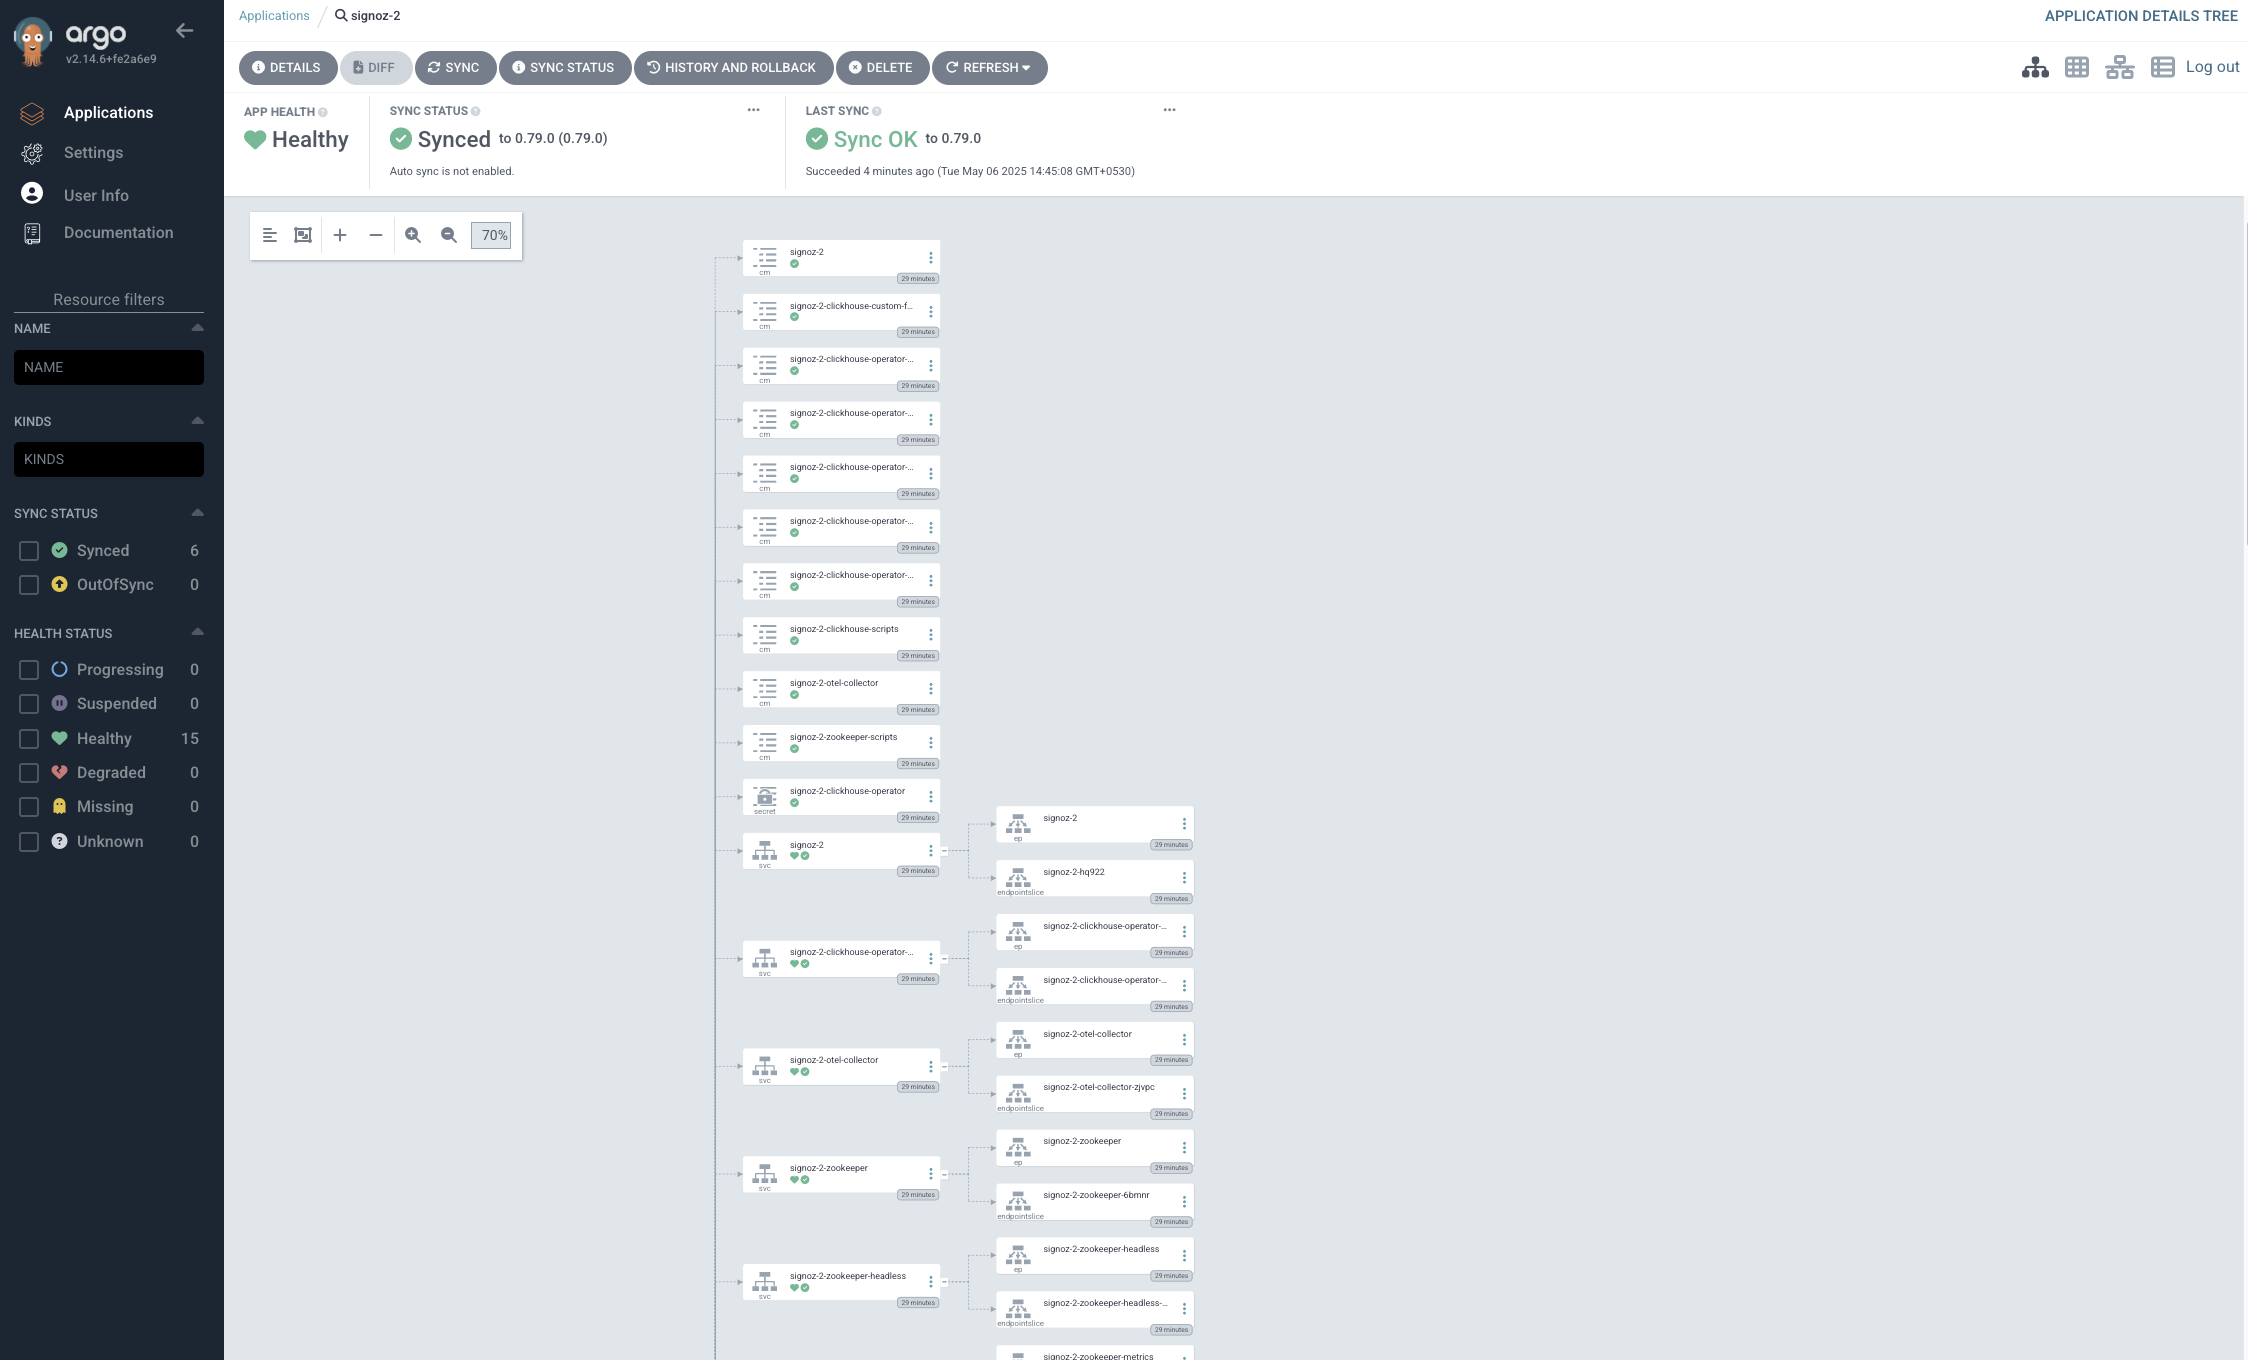 argo
v2.14.6+fe2a6e9
Applications
Settings
User Info
Documentation
Resource filters
NAME
NAME
KINDS
KINDS
SYNC STATUS
Synced 6
OutOfSync 0
HEALTH STATUS
Progressing 0
Suspended 0
Healthy 15
Degraded 0
Missing 0
Unknown 0
Applications / signoz-2
APPLICATION DETAILS TREE
DETAILS DIFF SYNC SYNC STATUS HISTORY AND ROLLBACK DELETE REFRESH
Log out
APP HEALTH
Healthy
SYNC STATUS
Synced to 0.79.0 (0.79.0)
Auto sync is not enabled.
LAST SYNC
Sync OK to 0.79.0
Succeeded 4 minutes ago (Tue May 06 2025 14:45:08 GMT+0530)
70%
signoz-2
cm
29 minutes
signoz-2-clickhouse-custom-f...
cm
29 minutes
signoz-2-clickhouse-operator-...
cm
29 minutes
signoz-2-clickhouse-operator-...
cm
29 minutes
signoz-2-clickhouse-operator-...
cm
29 minutes
signoz-2-clickhouse-operator-...
cm
29 minutes
signoz-2-clickhouse-operator-...
cm
29 minutes
signoz-2-clickhouse-scripts
cm
29 minutes
signoz-2-otel-collector
cm
29 minutes
signoz-2-zookeeper-scripts
cm
29 minutes
signoz-2-clickhouse-operator
secret
29 minutes
signoz-2
svc
29 minutes
signoz-2
ep
29 minutes
signoz-2-hq922
endpointslice
29 minutes
signoz-2-clickhouse-operator-...
svc
29 minutes
signoz-2-clickhouse-operator-...
ep
29 minutes
signoz-2-clickhouse-operator-...
endpointslice
29 minutes
signoz-2-otel-collector
svc
29 minutes
signoz-2-otel-collector
ep
29 minutes
signoz-2-otel-collector-zjvpc
endpointslice
29 minutes
signoz-2-zookeeper
svc
29 minutes
signoz-2-zookeeper
ep
29 minutes
signoz-2-zookeeper-6bmnr
endpointslice
29 minutes
signoz-2-zookeeper-headless
svc
29 minutes
signoz-2-zookeeper-headless
ep
29 minutes
signoz-2-zookeeper-headless-...
endpointslice
29 minutes
signoz-2-zookeeper-metrics